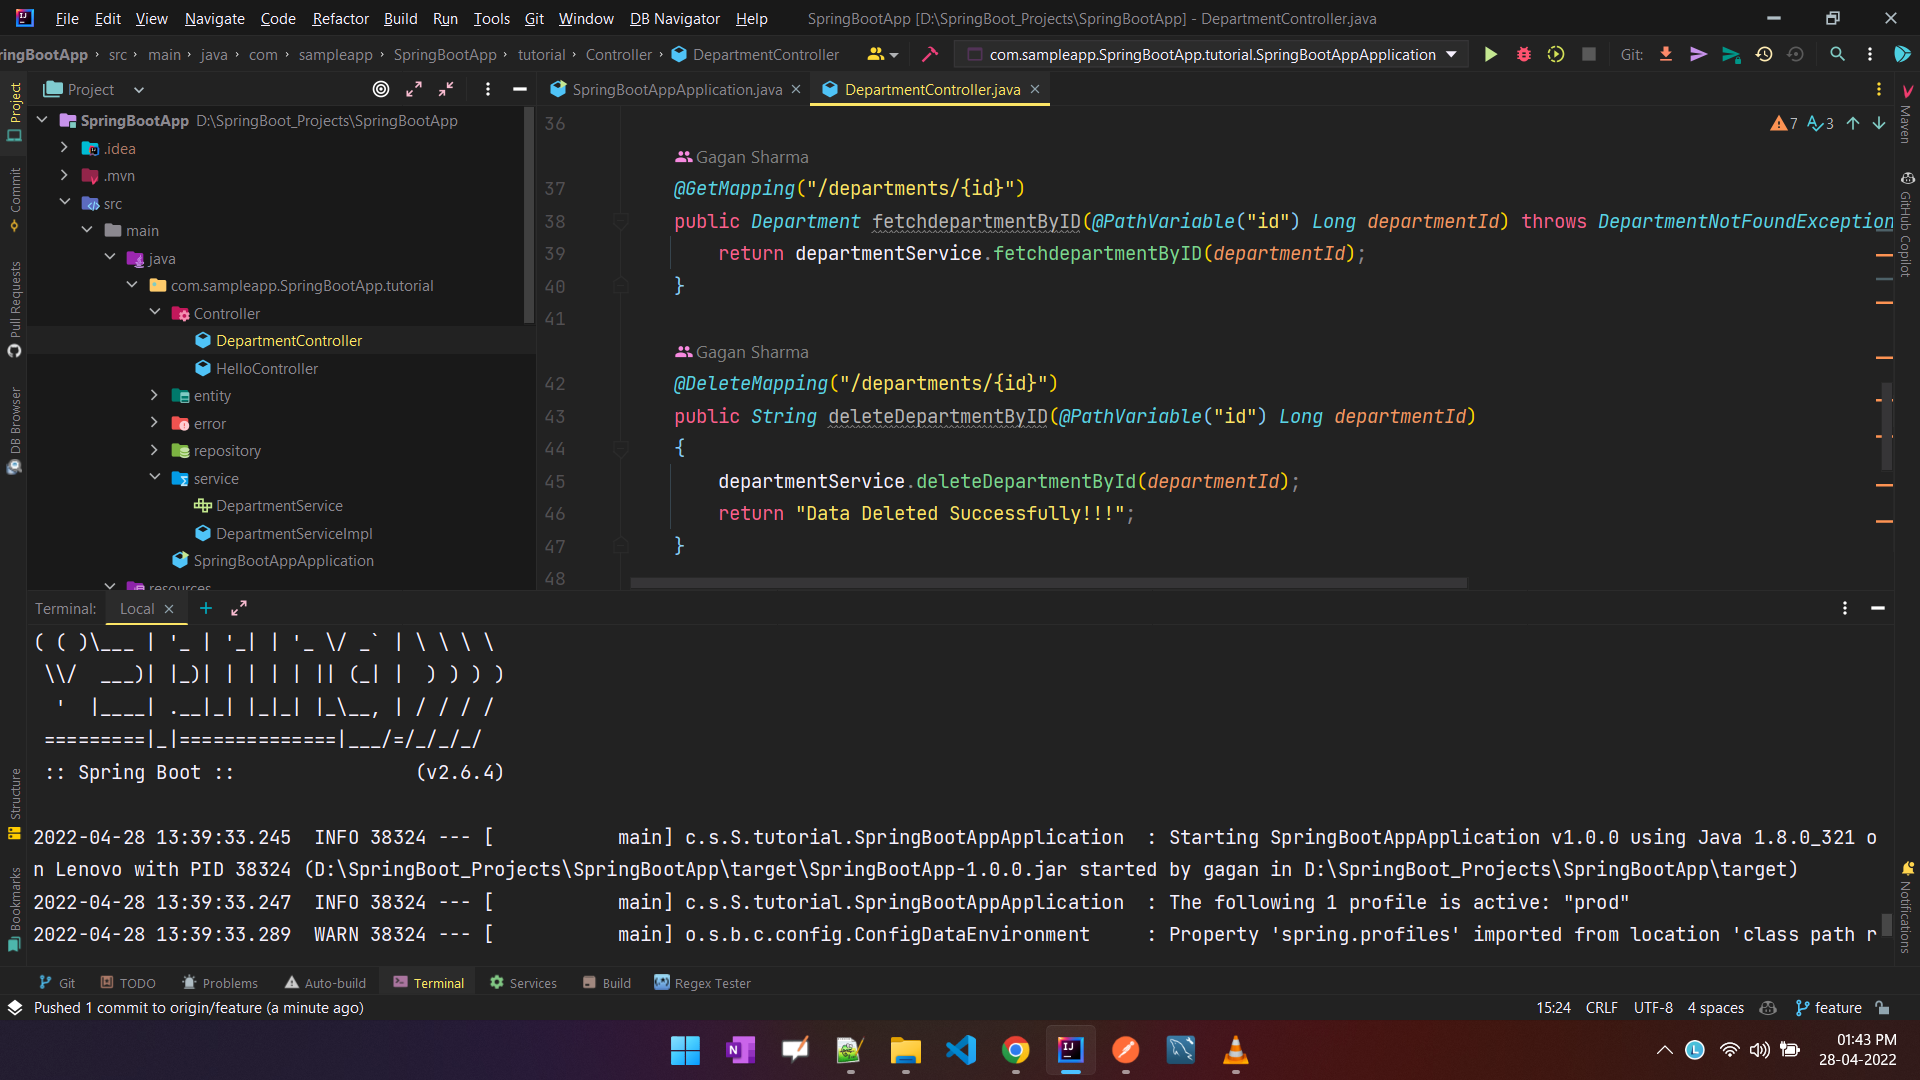 File Edit View Navigate Code Refactor Build Run Tools Git Window DB Navigator Help SpringBootApp [D:\SpringBoot_Projects\SpringBootApp] - DepartmentController.java
ringBootApp src main java com sampleapp SpringBootApp tutorial Controller DepartmentController com.sampleapp.SpringBootApp.tutorial.SpringBootAppApplication Git:
Project
SpringBootAppApplication.java DepartmentController.java
SpringBootApp D:\SpringBoot_Projects\SpringBootApp
.idea
.mvn
src
main
java
com.sampleapp.SpringBootApp.tutorial
Controller
DepartmentController
HelloController
entity
error
repository
service
DepartmentService
DepartmentServiceImpl
SpringBootAppApplication
resources
7 3
36
Gagan Sharma
37 @GetMapping("/departments/{id}")
38 public Department fetchdepartmentByID(@PathVariable("id") Long departmentId) throws DepartmentNotFoundException
39 return departmentService.fetchdepartmentByID(departmentId);
40 }
41
Gagan Sharma
42 @DeleteMapping("/departments/{id}")
43 public String deleteDepartmentByID(@PathVariable("id") Long departmentId)
44 {
45 departmentService.deleteDepartmentById(departmentId);
46 return "Data Deleted Successfully!!!";
47 }
48
Project
Commit
Pull Requests
DB Browser
Structure
Bookmarks
Maven
GitHub Copilot
Notifications
Terminal: Local
( ( )\___ | '_ | '_| | '_ \/ _` | \ \ \ \
 \\/  ___)| |_)| | | | | || (_| |  ) ) ) )
  '  |____| .__|_| |_|_| |_\__, | / / / /
 =========|_|==============|___/=/_/_/_/
 :: Spring Boot ::                (v2.6.4)
2022-04-28 13:39:33.245  INFO 38324 --- [           main] c.s.S.tutorial.SpringBootAppApplication  : Starting SpringBootAppApplication v1.0.0 using Java 1.8.0_321 o
n Lenovo with PID 38324 (D:\SpringBoot_Projects\SpringBootApp\target\SpringBootApp-1.0.0.jar started by gagan in D:\SpringBoot_Projects\SpringBootApp\target)
2022-04-28 13:39:33.247  INFO 38324 --- [           main] c.s.S.tutorial.SpringBootAppApplication  : The following 1 profile is active: "prod"
2022-04-28 13:39:33.289  WARN 38324 --- [           main] o.s.b.c.config.ConfigDataEnvironment     : Property 'spring.profiles' imported from location 'class path r
Git TODO Problems Auto-build Terminal Services Build Regex Tester
Pushed 1 commit to origin/feature (a minute ago) 15:24 CRLF UTF-8 4 spaces feature
01:43 PM
28-04-2022